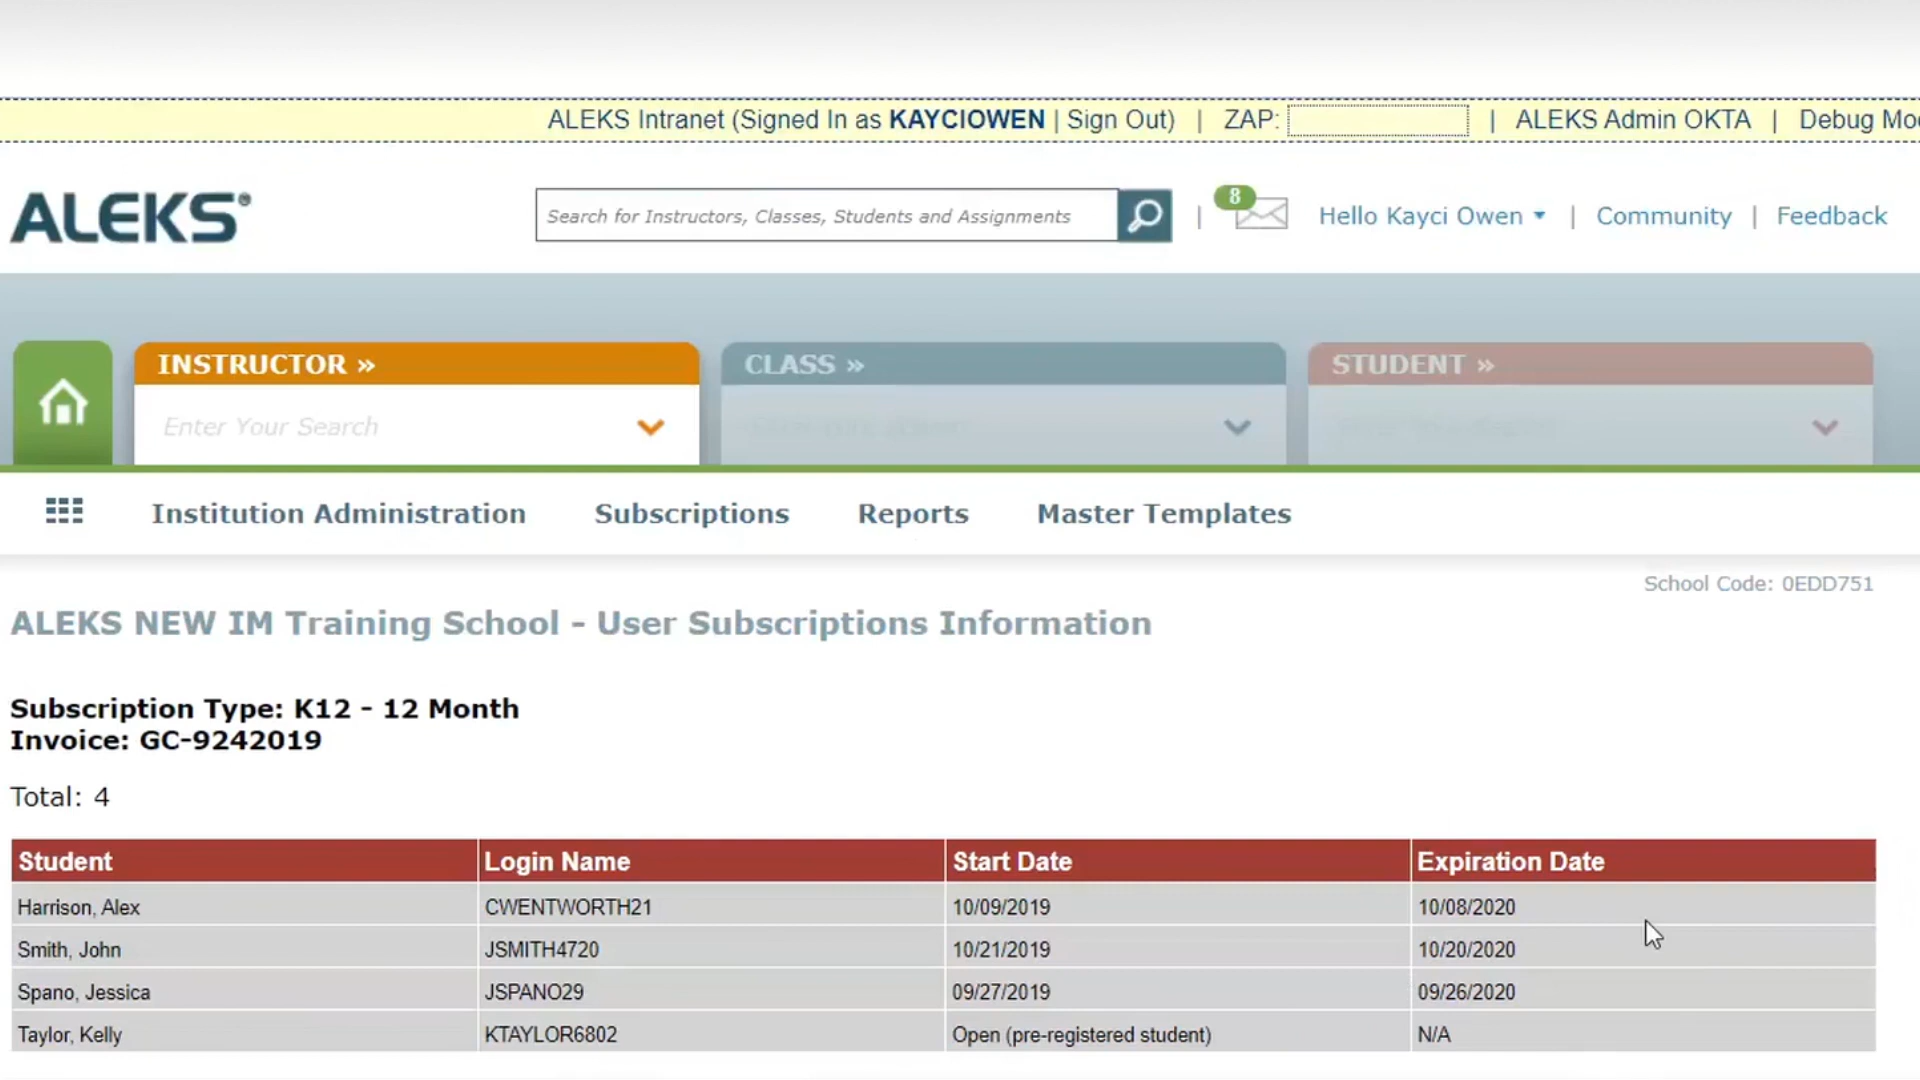 ALEKS Intranet (Signed In as KAYCIOWEN | Sign Out) | ZAP: | ALEKS Admin OKTA | Debug Mo
ALEKS®
Search for Instructors, Classes, Students and Assignments
| 8 Hello Kayci Owen | Community | Feedback
INSTRUCTOR » CLASS » STUDENT »
Enter Your Search
Institution Administration Subscriptions Reports Master Templates
School Code: 0EDD751
ALEKS NEW IM Training School - User Subscriptions Information
Subscription Type: K12 - 12 Month
Invoice: GC-9242019
Total: 4
Student Login Name Start Date Expiration Date
Harrison, Alex CWENTWORTH21 10/09/2019 10/08/2020
Smith, John JSMITH4720 10/21/2019 10/20/2020
Spano, Jessica JSPANO29 09/27/2019 09/26/2020
Taylor, Kelly KTAYLOR6802 Open (pre-registered student) N/A